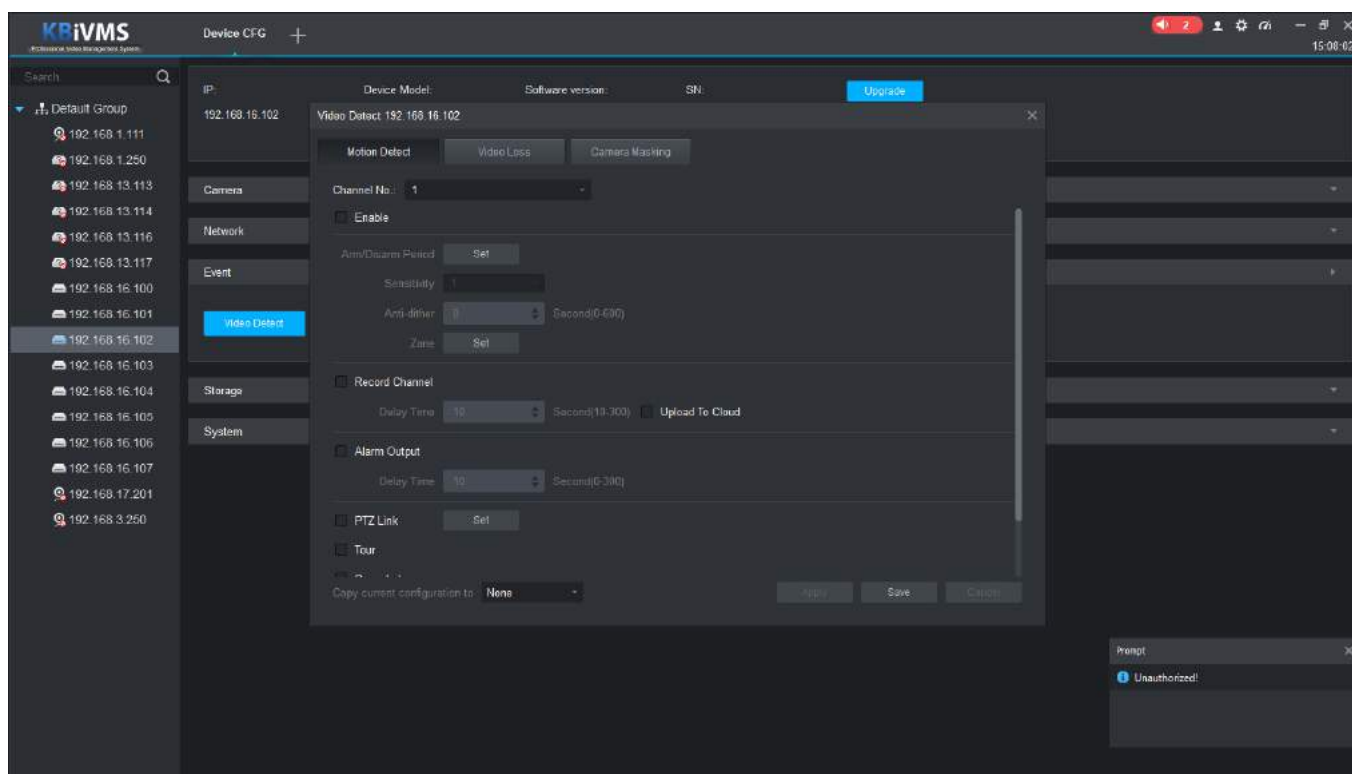 KBiVMS
Professional Video Management System
Device CFG
2
15:08:02
Search
Default Group
192.168.1.111
192.168.1.250
192.168.13.113
192.168.13.114
192.168.13.116
192.168.13.117
192.168.16.100
192.168.16.101
192.168.16.102
192.168.16.103
192.168.16.104
192.168.16.105
192.168.16.106
192.168.16.107
192.168.17.201
192.168.3.250
IP: Device Model: Software version: SN: Upgrade
192.168.16.102
Camera
Network
Event
Video Detect
Storage
System
Video Detect 192.168.16.102
Motion Detect Video Loss Camera Masking
Channel No.: 1
Enable
Arm/Disarm Period Set
Sensitivity 1
Anti-dither 0 Second(0-600)
Zone Set
Record Channel
Delay Time 10 Second(10-300) Upload To Cloud
Alarm Output
Delay Time 10 Second(0-300)
PTZ Link Set
Tour
Copy current configuration to None Apply Save Cancel
Prompt
Unauthorized!